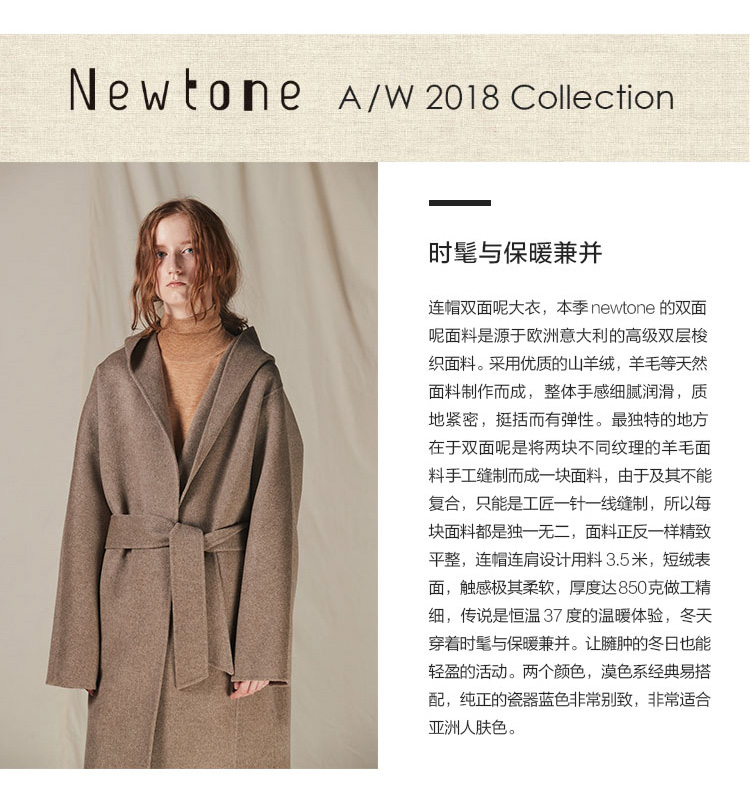 Newtone A/W 2018 Collection
时髦与保暖兼并
连帽双面呢大衣，本季newtone 的双面
呢面料是源于欧洲意大利的高级双层梭
织面料。采用优质的山羊绒，羊毛等天然
面料制作而成，整体手感细腻润滑，质
地紧密，挺括而有弹性。最独特的地方
在于双面呢是将两块不同纹理的羊毛面
料手工缝制而成一块面料，由于及其不能
复合，只能是工匠一针一线缝制，所以每
块面料都是独一无二，面料正反一样精致
平整，连帽连肩设计用料 3.5米，短绒表
面，触感极其柔软，厚度达850克做工精
细，传说是恒温 37 度的温暖体验，冬天
穿着时髦与保暖兼并。让臃肿的冬日也能
轻盈的活动。两个颜色，漠色系经典易搭
配，纯正的瓷器蓝色非常别致，非常适合
亚洲人肤色。